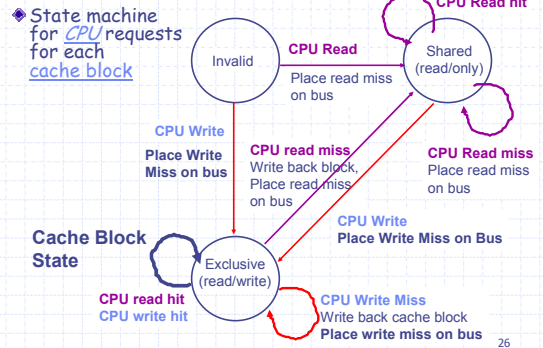 State machine
for CPU requests
for each
cache block
CPU Read hit
Invalid
CPU Read
Place read miss
on bus
Shared
(read/only)
CPU Write
Place Write
Miss on bus
CPU read miss
Write back block,
Place read miss
on bus
CPU Read miss
Place read miss
on bus
CPU Write
Place Write Miss on Bus
Cache Block
State
Exclusive
(read/write)
CPU read hit
CPU write hit
CPU Write Miss
Write back cache block
Place write miss on bus
26